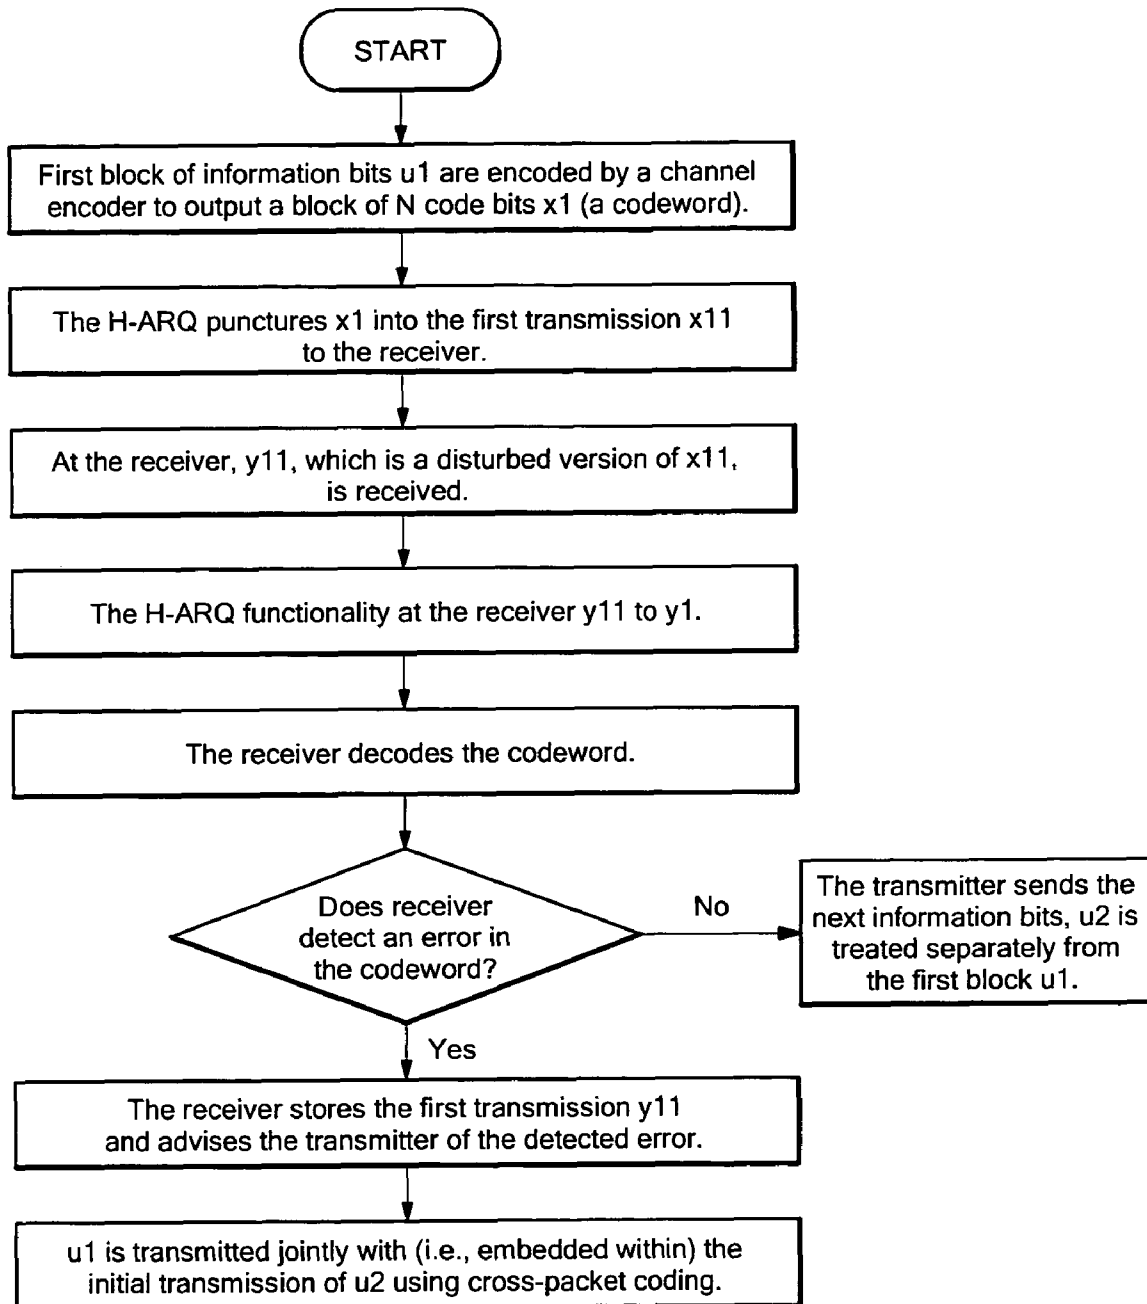 START
First block of information bits u1 are encoded by a channel
encoder to output a block of N code bits x1 (a codeword).
The H-ARQ punctures x1 into the first transmission x11
to the receiver.
At the receiver, y11, which is a disturbed version of x11,
is received.
The H-ARQ functionality at the receiver y11 to y1.
The receiver decodes the codeword.
Does receiver
detect an error in
the codeword?
No
The transmitter sends the
next information bits, u2 is
treated separately from
the first block u1.
Yes
The receiver stores the first transmission y11
and advises the transmitter of the detected error.
u1 is transmitted jointly with (i.e., embedded within) the
initial transmission of u2 using cross-packet coding.